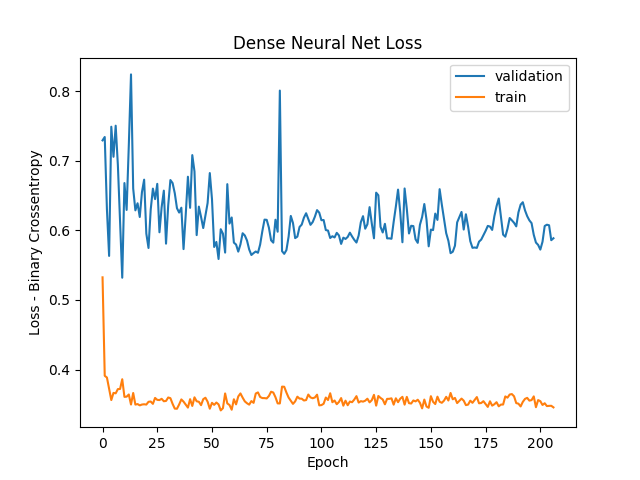 Dense Neural Net Loss
validation
train
Loss - Binary Crossentropy
0.8
0.7
0.6
0.5
0.4
0 25 50 75 100 125 150 175 200
Epoch